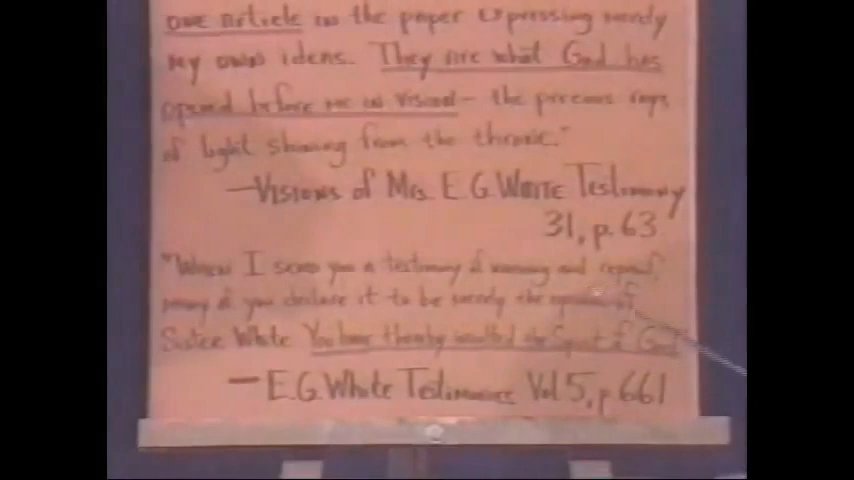 one article in the paper expressing merely
my own ideas. They are what God has
opened before me in vision - the precious rays
of light shining from the throne."
— Visions of Mrs. E.G. White Testimony
31, p. 63
"When I send you a testimony of warning and reproof,
many of you declare it to be merely the opinion of
Sister White You have thereby insulted the Spirit of God
— E.G. White Testimonies Vol 5, p 661